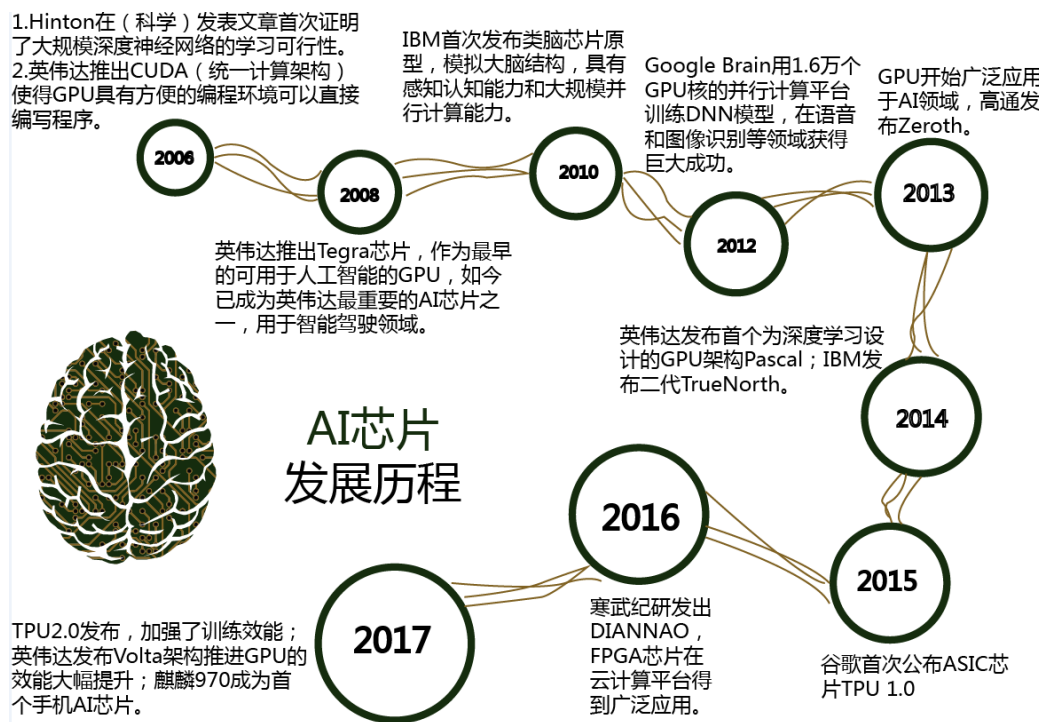 1.Hinton在（科学）发表文章首次证明
了大规模深度神经网络的学习可行性。
2.英伟达推出CUDA（统一计算架构）
使得GPU具有方便的编程环境可以直接
编写程序。
2006
英伟达推出Tegra芯片，作为最早
的可用于人工智能的GPU，如今
已成为英伟达最重要的AI芯片之
一，用于智能驾驶领域。
2008
IBM首次发布类脑芯片原
型，模拟大脑结构，具有
感知认知能力和大规模并
行计算能力。
2010
Google Brain用1.6万个
GPU核的并行计算平台
训练DNN模型，在语音
和图像识别等领域获得
巨大成功。
2012
GPU开始广泛应用
于AI领域，高通发
布Zeroth。
2013
英伟达发布首个为深度学习设
计的GPU架构Pascal；IBM发
布二代TrueNorth。
2014
AI芯片
发展历程
2015
谷歌首次公布ASIC芯
片TPU 1.0
2016
寒武纪研发出
DIANNAO，
FPGA芯片在
云计算平台得
到广泛应用。
2017
TPU2.0发布，加强了训练效能；
英伟达发布Volta架构推进GPU的
效能大幅提升；麒麟970成为首
个手机AI芯片。